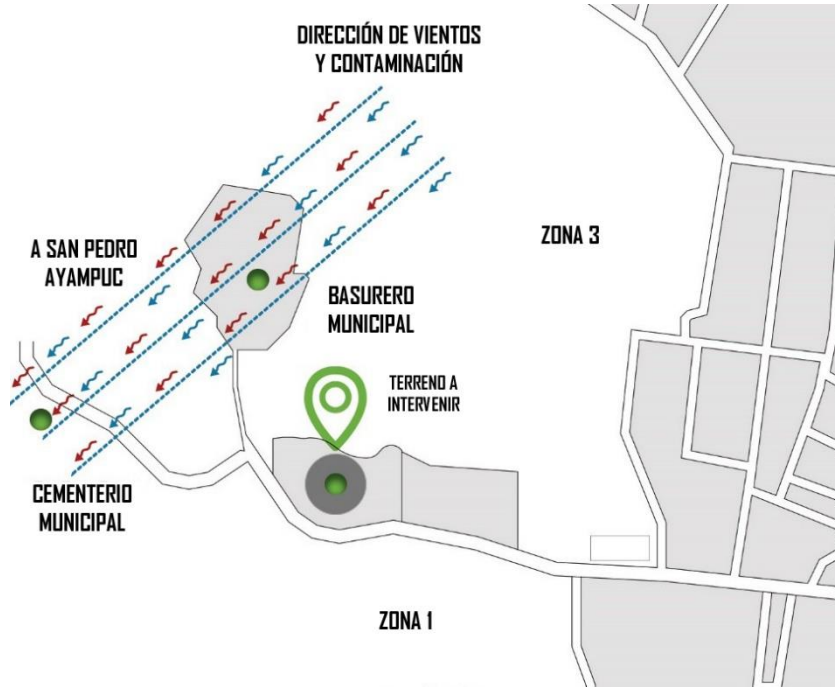 DIRECCIÓN DE VIENTOS
Y CONTAMINACIÓN
A SAN PEDRO
AYAMPUC
ZONA 3
BASURERO
MUNICIPAL
TERRENO A
INTERVENIR
CEMENTERIO
MUNICIPAL
ZONA 1